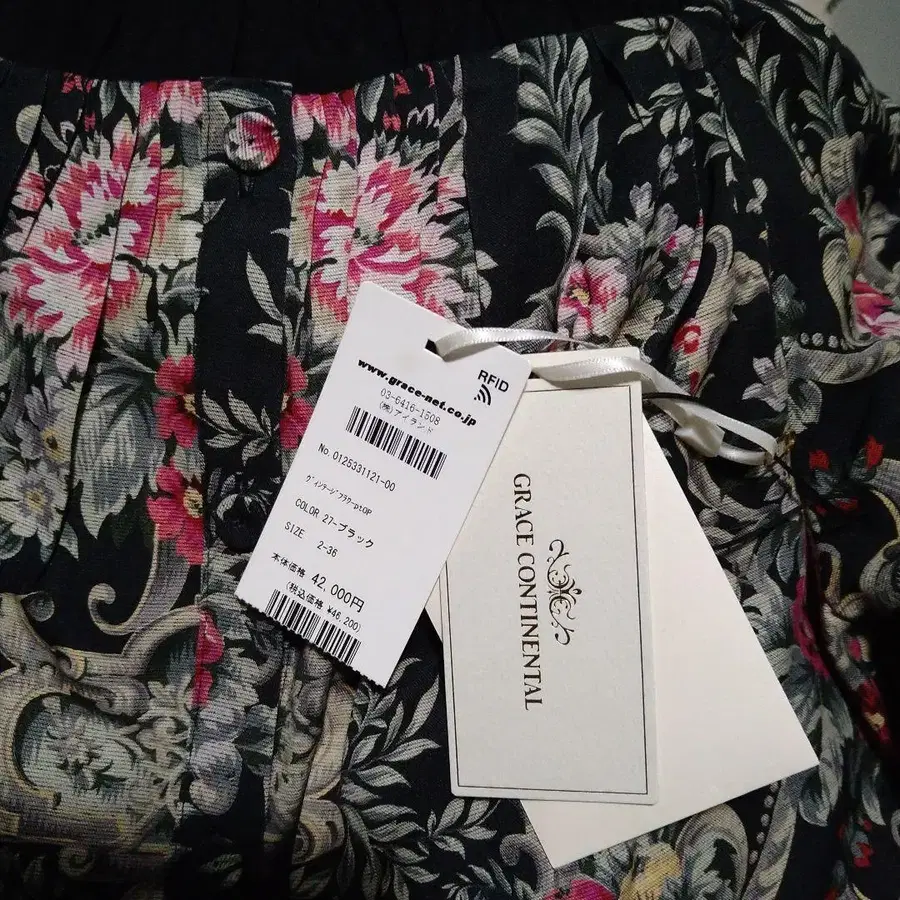 www.grace-net.co.jp
RFID
03-6416-1508
(株)アイランド
No. 0125331121-00
ヴィンテージフラワーptOP
COLOR 27-ブラック
SIZE 2-36
本体価格 42,000円
(税込価格 ¥46,200)
GRACE CONTINENTAL